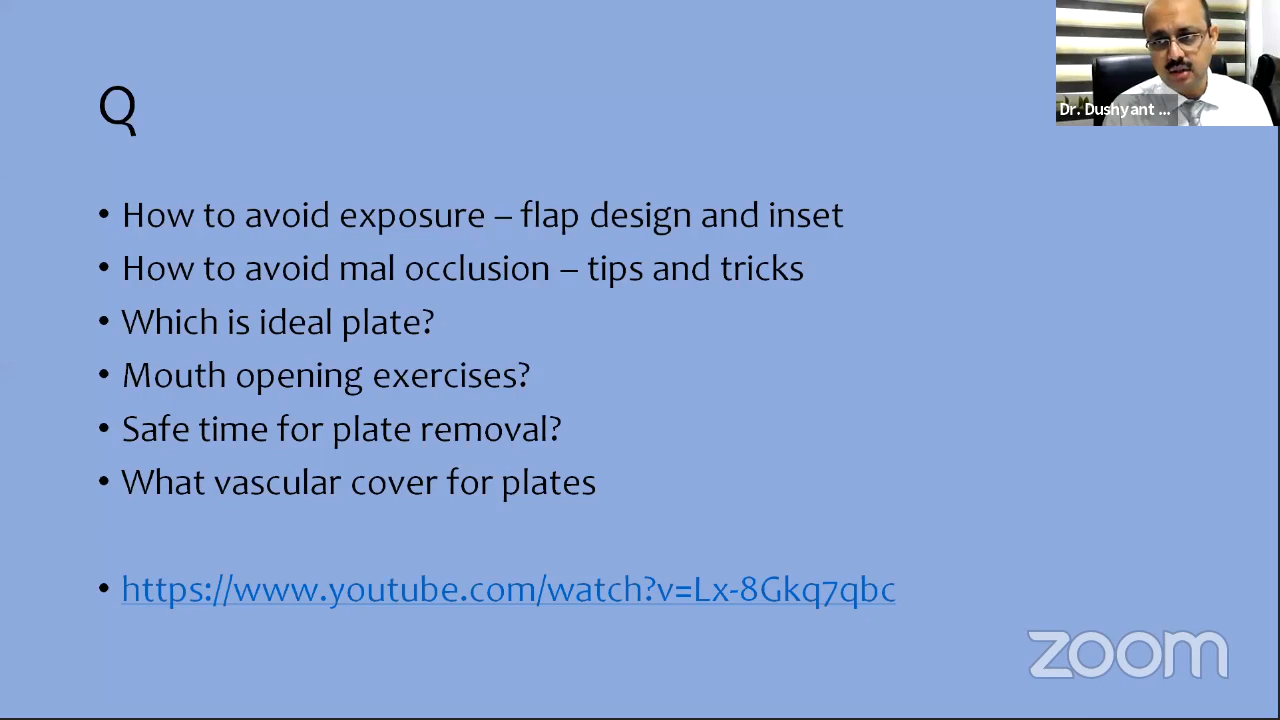 Q
Dr. Dushyant ...
• How to avoid exposure – flap design and inset
• How to avoid mal occlusion – tips and tricks
• Which is ideal plate?
• Mouth opening exercises?
• Safe time for plate removal?
• What vascular cover for plates
• https://www.youtube.com/watch?v=Lx-8Gkq7qbc
zoom